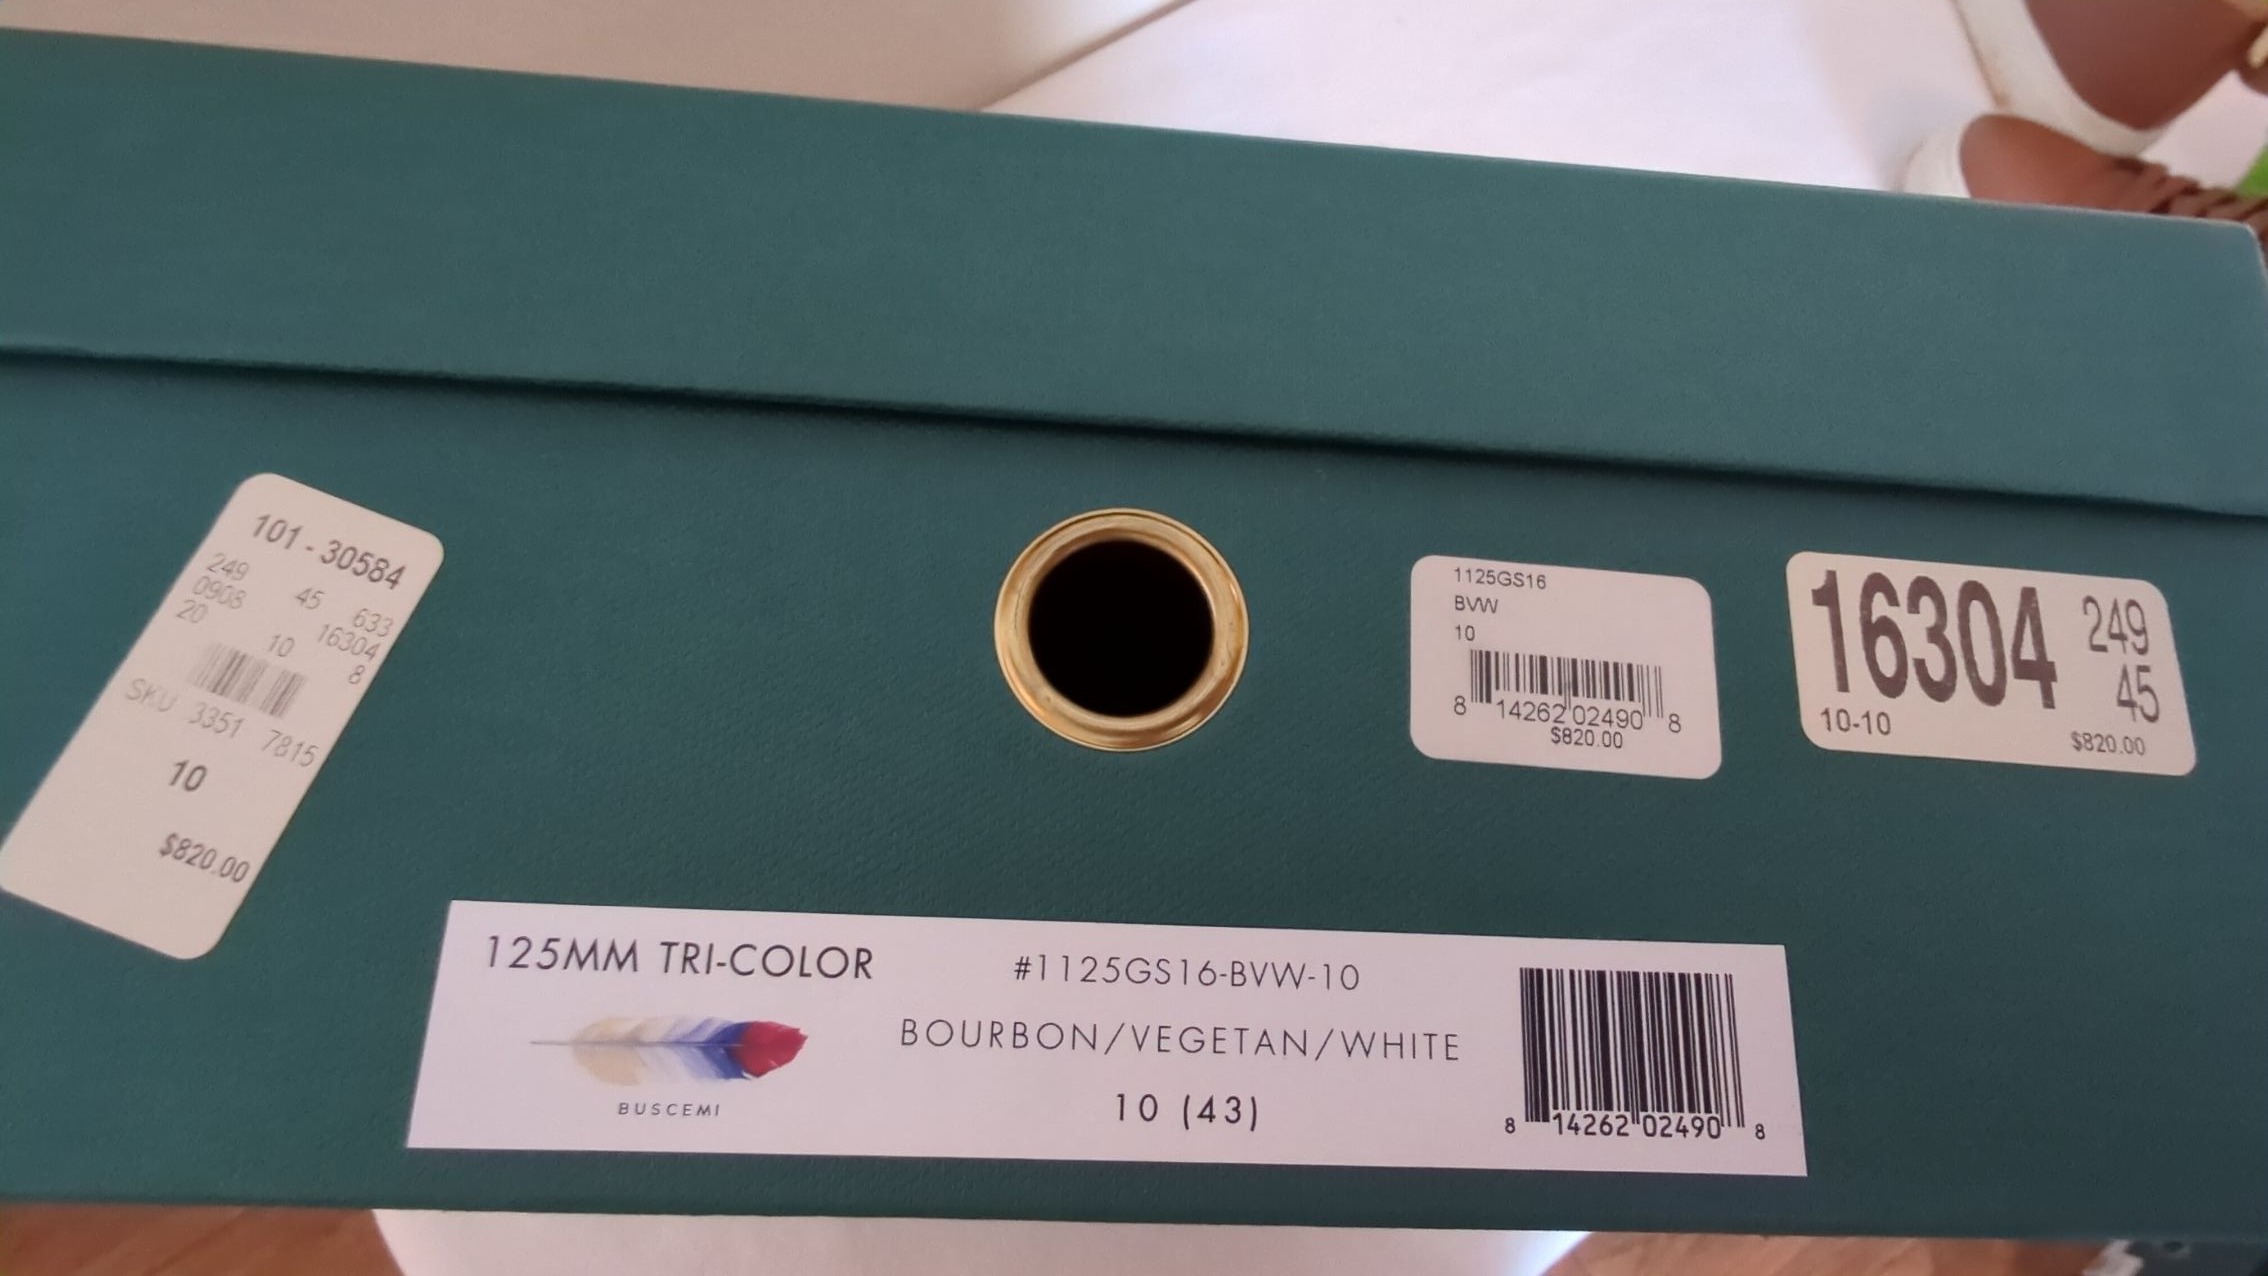 101-30584
249 45 633
0908 16304
20 10 8
SKU 3351 7815
10
$820.00
1125GS16
BVW
10
8 14262 02490 8
$820.00
16304 249
45
10-10
$820.00
125MM TRI-COLOR
BUSCEMI
#1125GS16-BVW-10
BOURBON/VEGETAN/WHITE
10 (43)
8 14262 02490 8